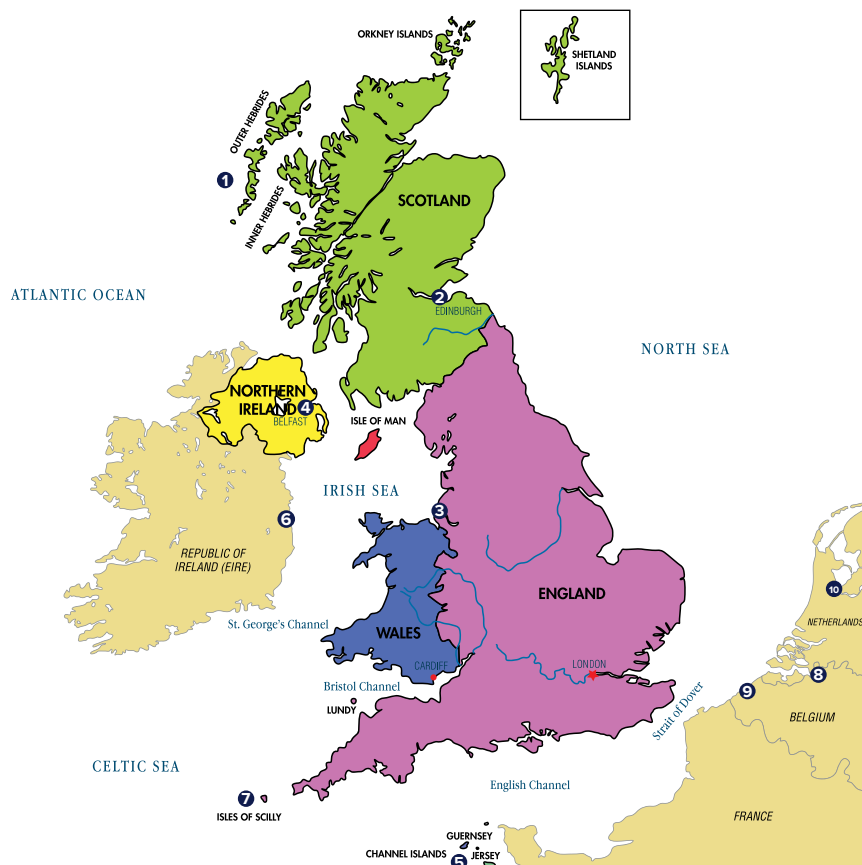 ORKNEY ISLANDS
SHETLAND
ISLANDS
OUTER HEBRIDES
1
INNER HEBRIDES
SCOTLAND
ATLANTIC OCEAN
2
EDINBURGH
NORTH SEA
NORTHERN
IRELAND
4
BELFAST
ISLE OF MAN
IRISH SEA
3
6
REPUBLIC OF
IRELAND (EIRE)
10
ENGLAND
NETHERLANDS
St. George's Channel
WALES
CARDIFF
LONDON
8
Bristol Channel
9
LUNDY
Strait of Dover
BELGIUM
CELTIC SEA
English Channel
7
ISLES OF SCILLY
FRANCE
GUERNSEY
CHANNEL ISLANDS
JERSEY
5